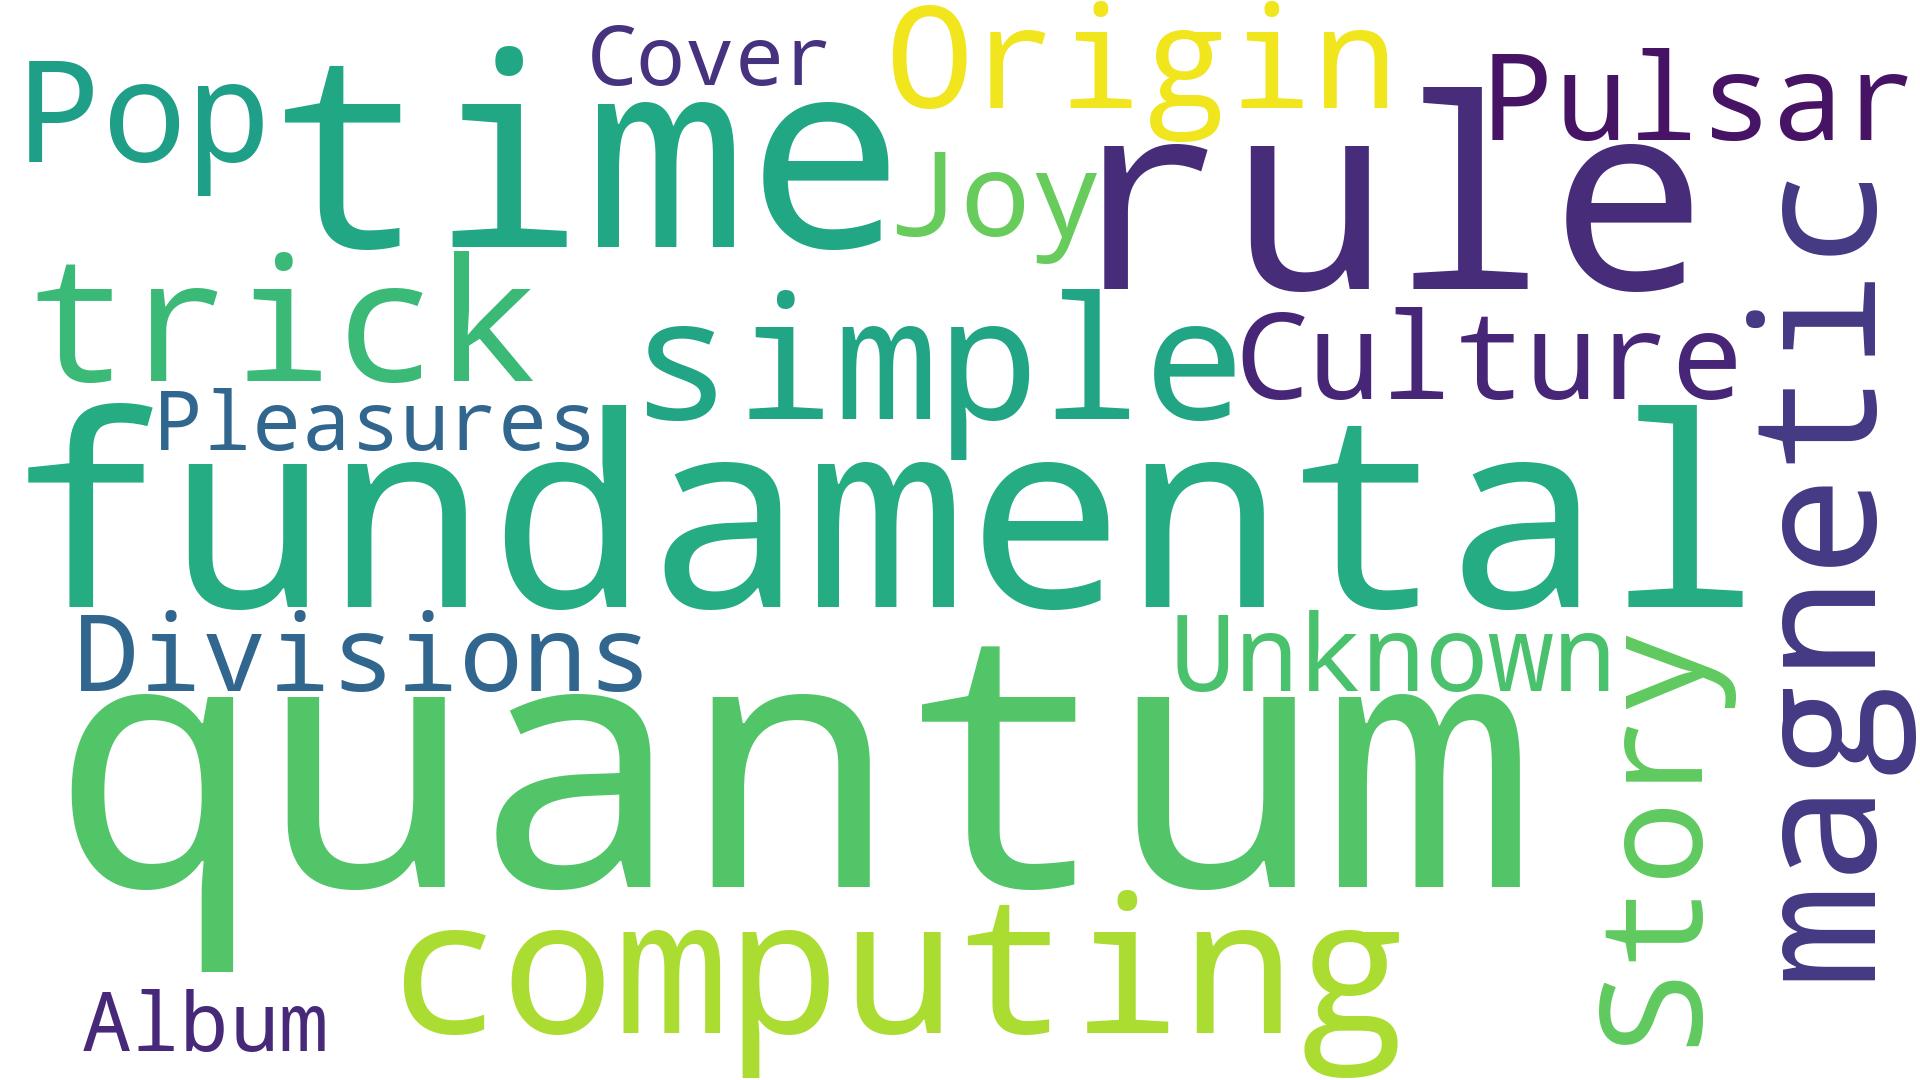 Cover
Origin
Pop
time
Pulsar
rule
Joy
trick
simple
Culture
magnetic
Pleasures
fundamental
Divisions
Unknown
Story
quantum
computing
Album